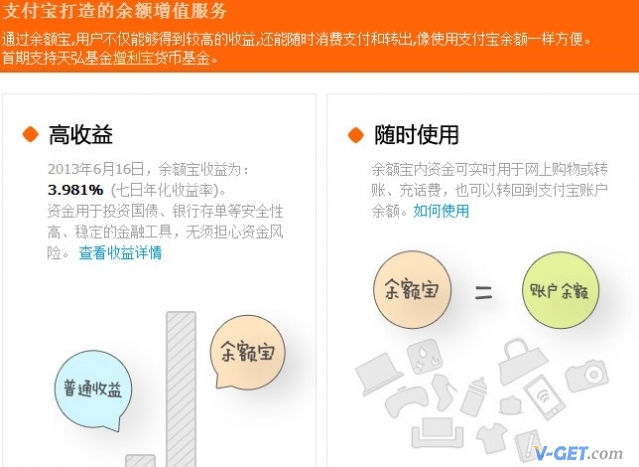 支付宝打造的余额增值服务
通过余额宝,用户不仅能够得到较高的收益,还能随时消费支付和转出,像使用支付宝余额一样方便。
首期支持天弘基金增利宝货币基金。
高收益
2013年6月16日，余额宝收益为：
3.981% (七日年化收益率)。
资金用于投资国债、银行存单等安全性
高、稳定的金融工具，无须担心资金风
险。 查看收益详情
普通收益
余额宝
随时使用
余额宝内资金可实时用于网上购物或转
账、充话费，也可以转回到支付宝账户
余额。如何使用
余额宝 = 账户余额
V-GET.com